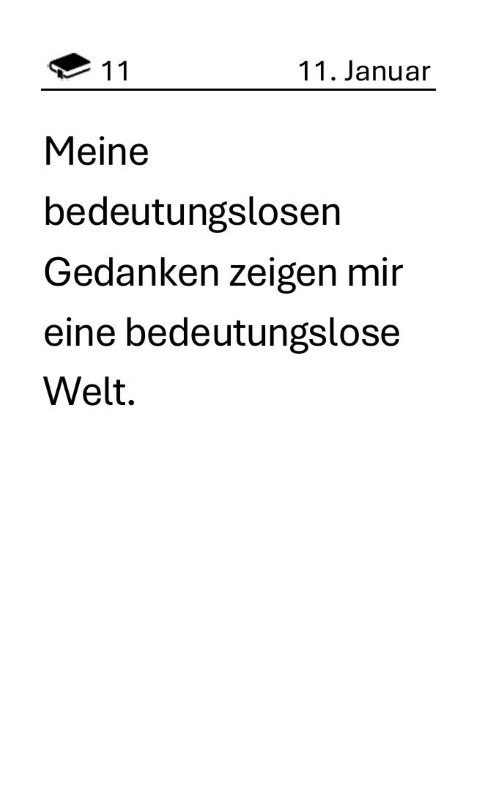 11 11. Januar
Meine
bedeutungslosen
Gedanken zeigen mir
eine bedeutungslose
Welt.